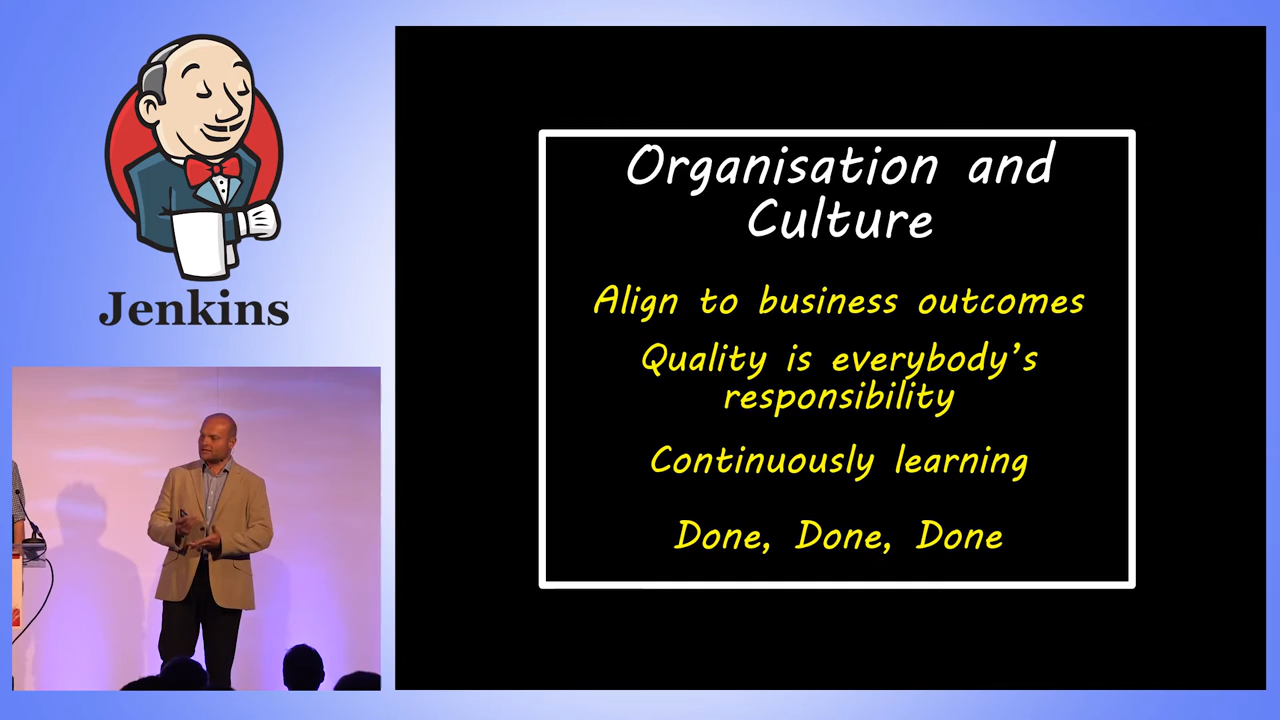 Jenkins
Organisation and
Culture
Align to business outcomes
Quality is everybody's
responsibility
Continuously learning
Done, Done, Done